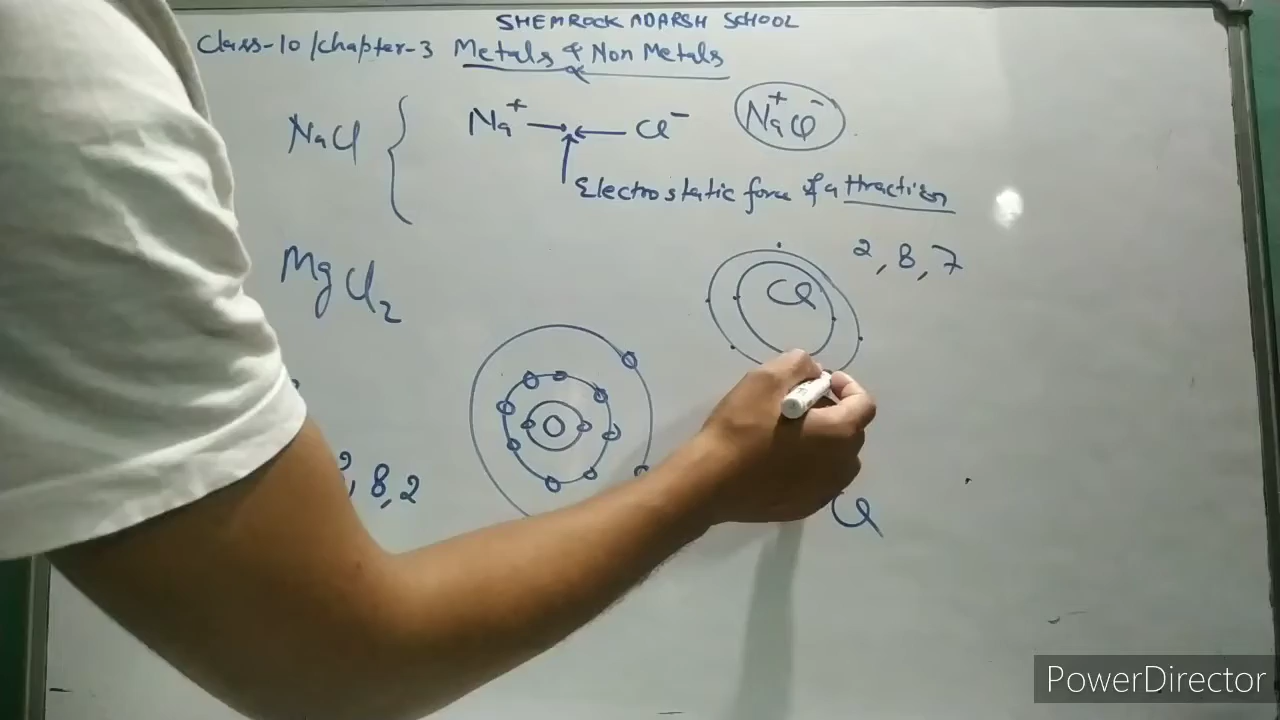 SHEMROCK ADARSH SCHOOL
Class-10/chapter-3 Metals & Non Metals
NaCl { Na+ → ← Cl− Na+Cl−
Electrostatic force of attraction
MgCl2
Cl 2,8,7
2,8,2
Cl
PowerDirector